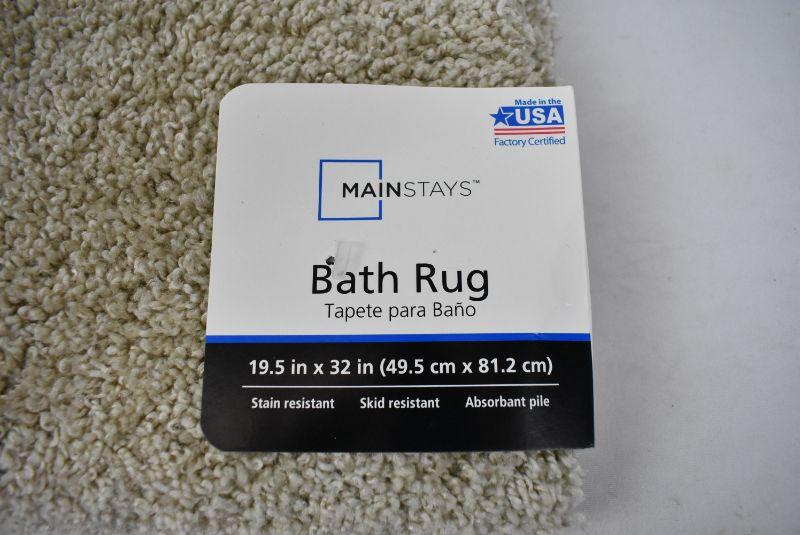 Made in the
USA
Factory Certified
MAINSTAYS™
Bath Rug
Tapete para Baño
19.5 in x 32 in (49.5 cm x 81.2 cm)
Stain resistant Skid resistant Absorbant pile